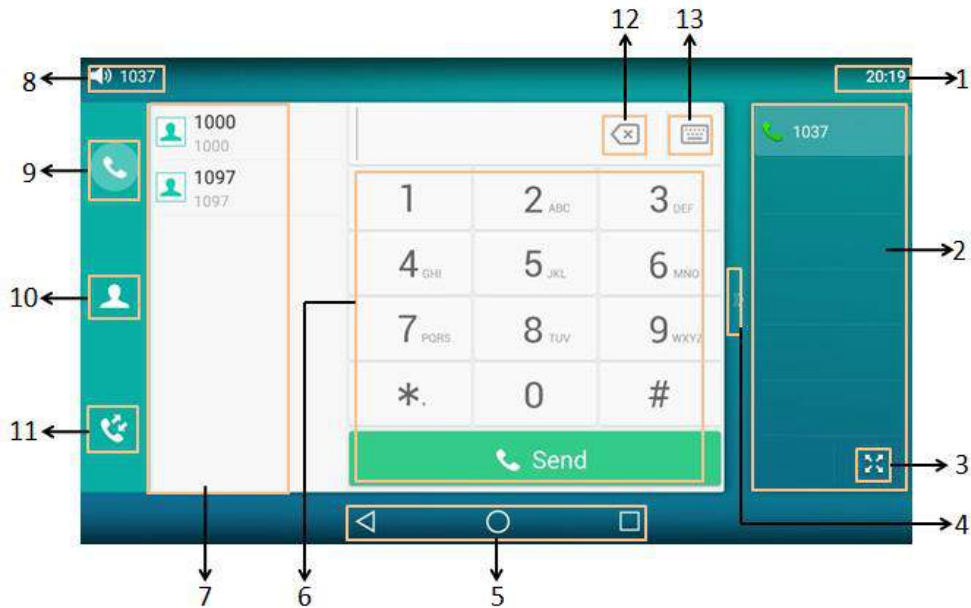 12 13
8 1037 20:19 1
1000
1000
1037
9
1097
1097
1 2 ABC 3 DEF
2
4 GHI 5 JKL 6 MNO
10
7 PQRS 8 TUV 9 WXYZ
*. 0 #
11
Send
3
4
7 6 5